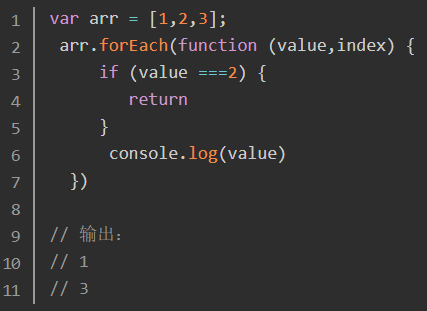 1 var arr = [1,2,3];
2 arr.forEach(function (value,index) {
3 if (value ===2) {
4 return
5 }
6 console.log(value)
7 })
8
9 // 输出:
10 // 1
11 // 3